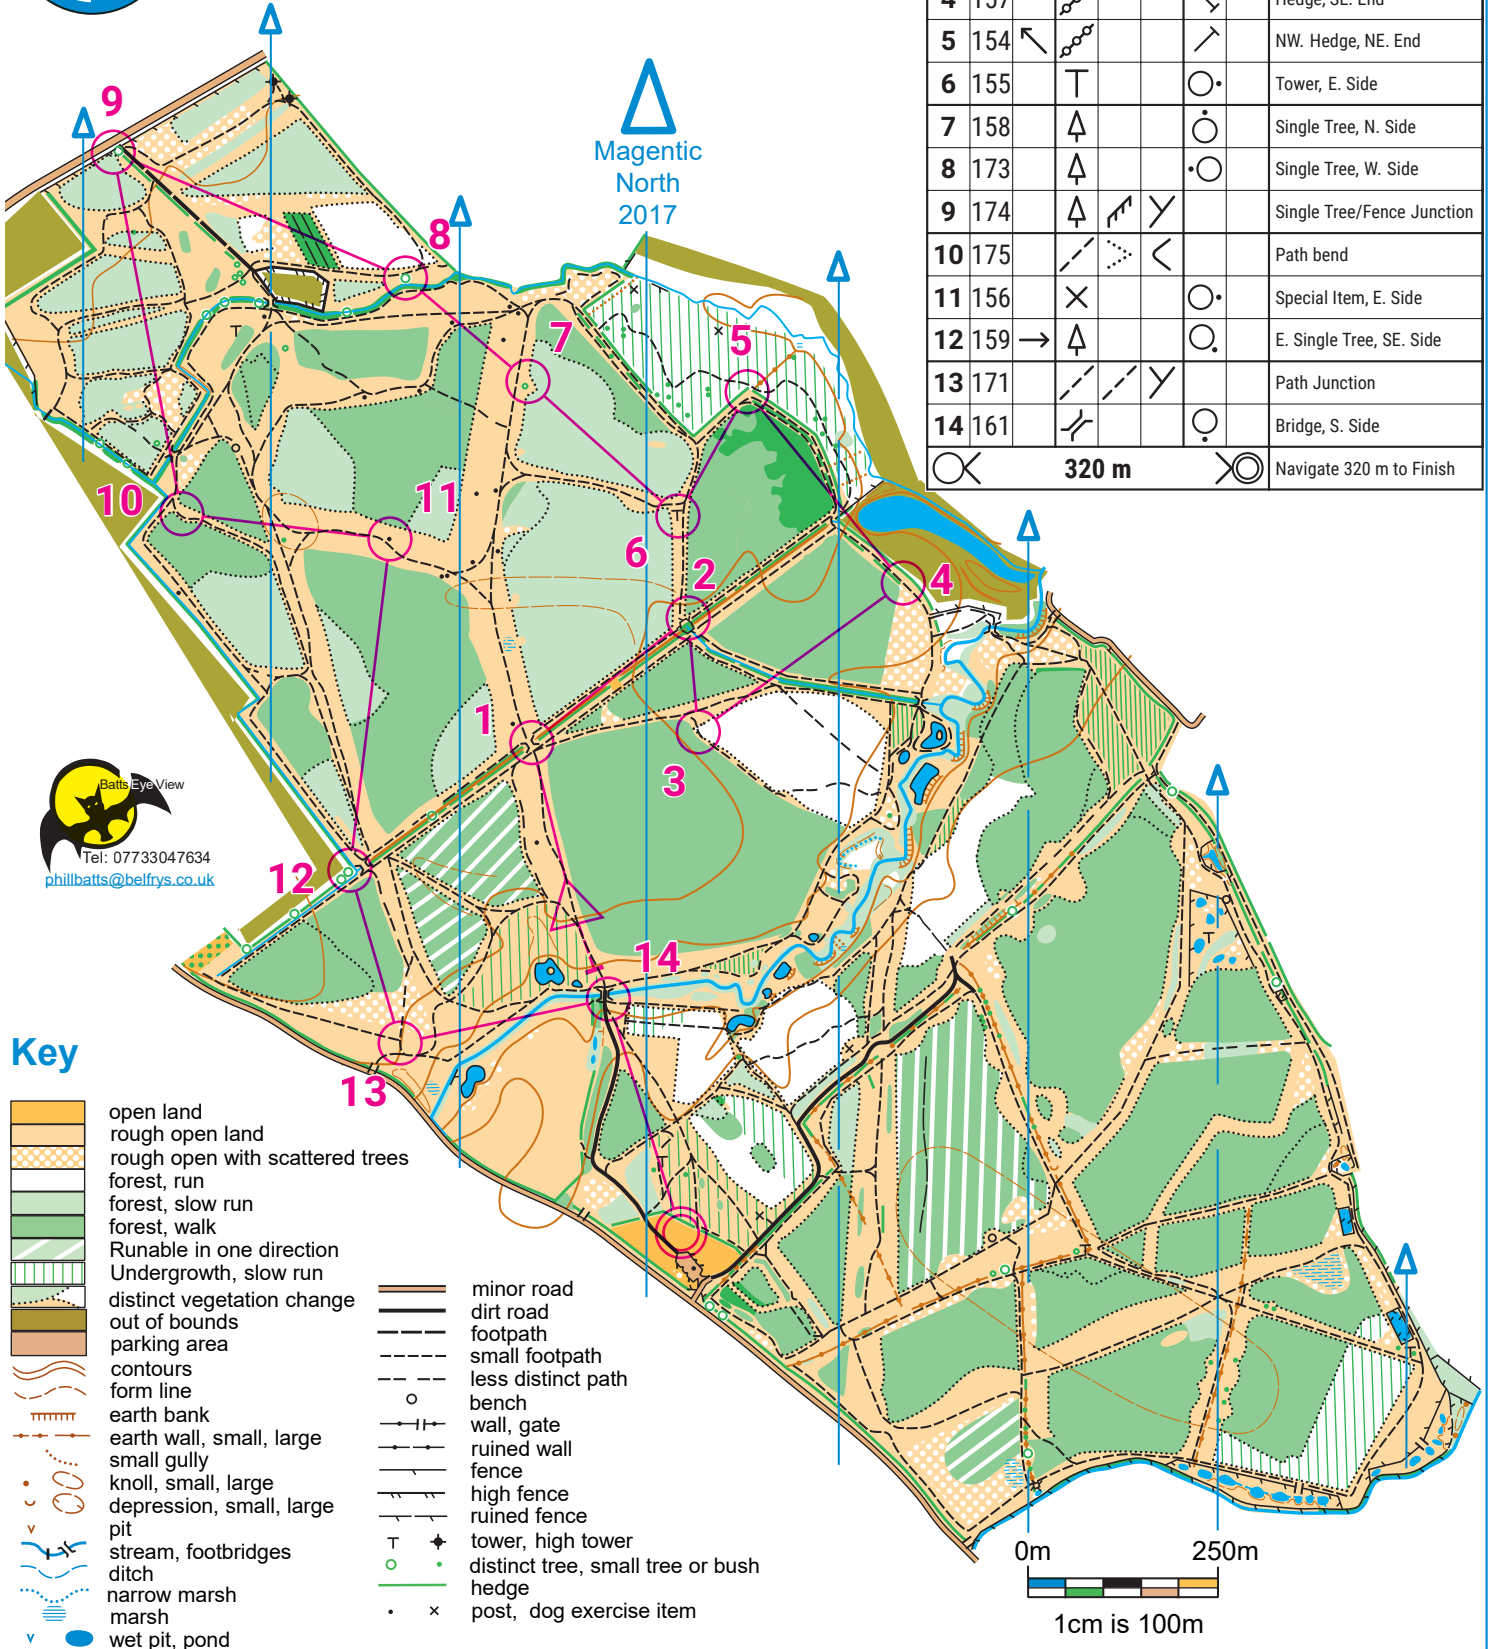 4 157 Hedge, SE. End
5 154 NW. Hedge, NE. End
6 155 Tower, E. Side
7 158 Single Tree, N. Side
8 173 Single Tree, W. Side
9 174 Single Tree/Fence Junction
10 175 Path bend
11 156 Special Item, E. Side
12 159 E. Single Tree, SE. Side
13 171 Path Junction
14 161 Bridge, S. Side
320 m Navigate 320 m to Finish
Magentic
North
2017
9
8
7
5
10
11
6
2
4
1
3
12
14
13
Batts Eye View
Tel: 07733047634
phillbatts@belfrys.co.uk
Key
open land
rough open land
rough open with scattered trees
forest, run
forest, slow run
forest, walk
Runable in one direction
Undergrowth, slow run
distinct vegetation change
out of bounds
parking area
contours
form line
earth bank
earth wall, small, large
small gully
knoll, small, large
depression, small, large
pit
stream, footbridges
ditch
narrow marsh
marsh
wet pit, pond
minor road
dirt road
footpath
small footpath
less distinct path
bench
wall, gate
ruined wall
fence
high fence
ruined fence
tower, high tower
distinct tree, small tree or bush
hedge
post, dog exercise item
0m 250m
1cm is 100m